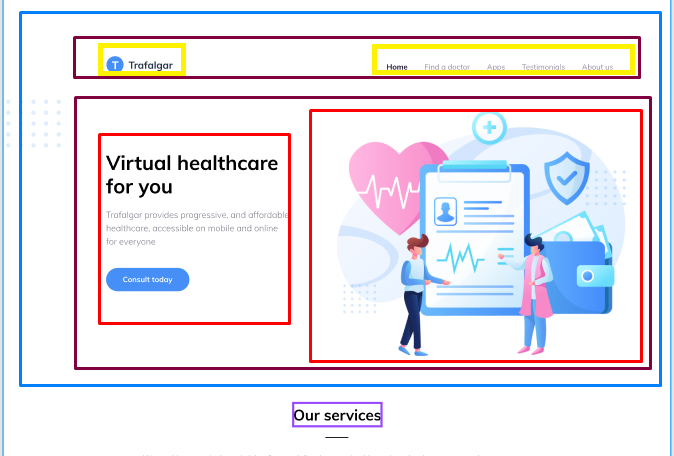 T Trafalgar
Home Find a doctor Apps Testimonials About us
Virtual healthcare
for you
Trafalgar provides progressive, and affordable
healthcare, accessible on mobile and online
for everyone
Consult today
Our services